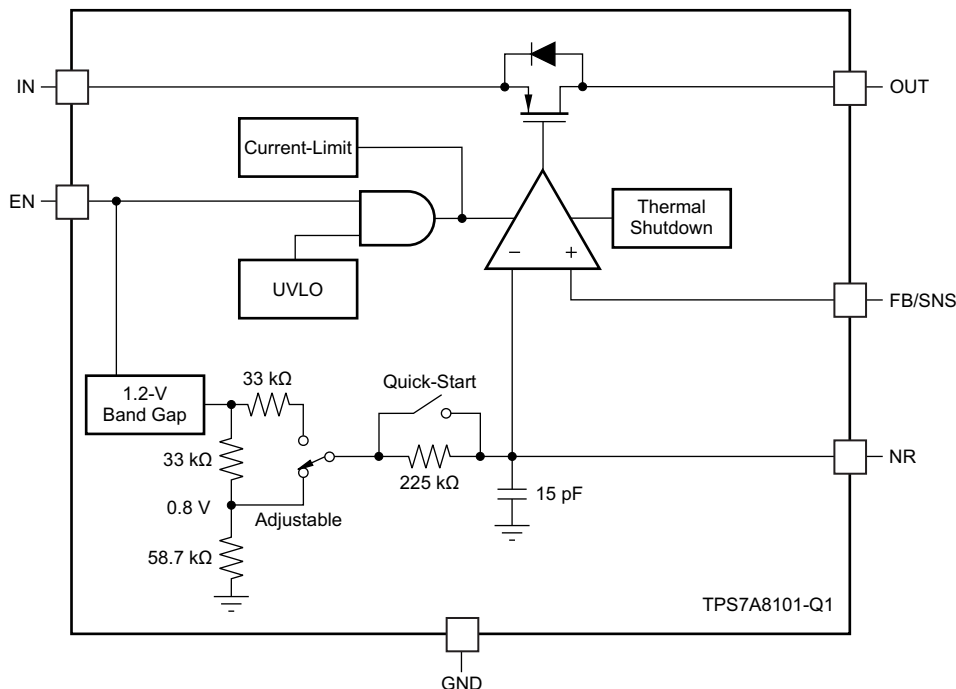 IN
OUT
Current-Limit
EN
Thermal
Shutdown
−
+
UVLO
FB/SNS
1.2-V
Band Gap
33 kΩ
Quick-Start
33 kΩ
225 kΩ
NR
15 pF
0.8 V
Adjustable
58.7 kΩ
TPS7A8101-Q1
GND